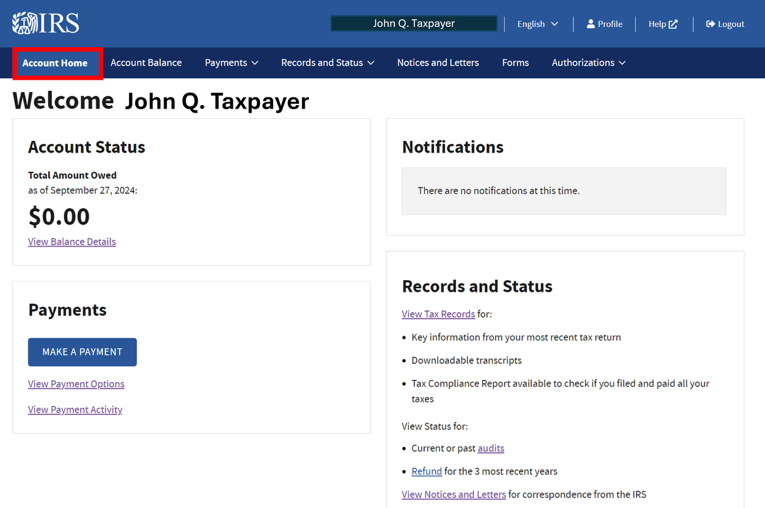 IRS
John Q. Taxpayer
English
Profile
Help
Logout
Account Home
Account Balance
Payments
Records and Status
Notices and Letters
Forms
Authorizations
Welcome John Q. Taxpayer
Account Status
Total Amount Owed
as of September 27, 2024:
$0.00
View Balance Details
Payments
MAKE A PAYMENT
View Payment Options
View Payment Activity
Notifications
There are no notifications at this time.
Records and Status
View Tax Records for:
• Key information from your most recent tax return
• Downloadable transcripts
• Tax Compliance Report available to check if you filed and paid all your
taxes
View Status for:
• Current or past audits
• Refund for the 3 most recent years
View Notices and Letters for correspondence from the IRS